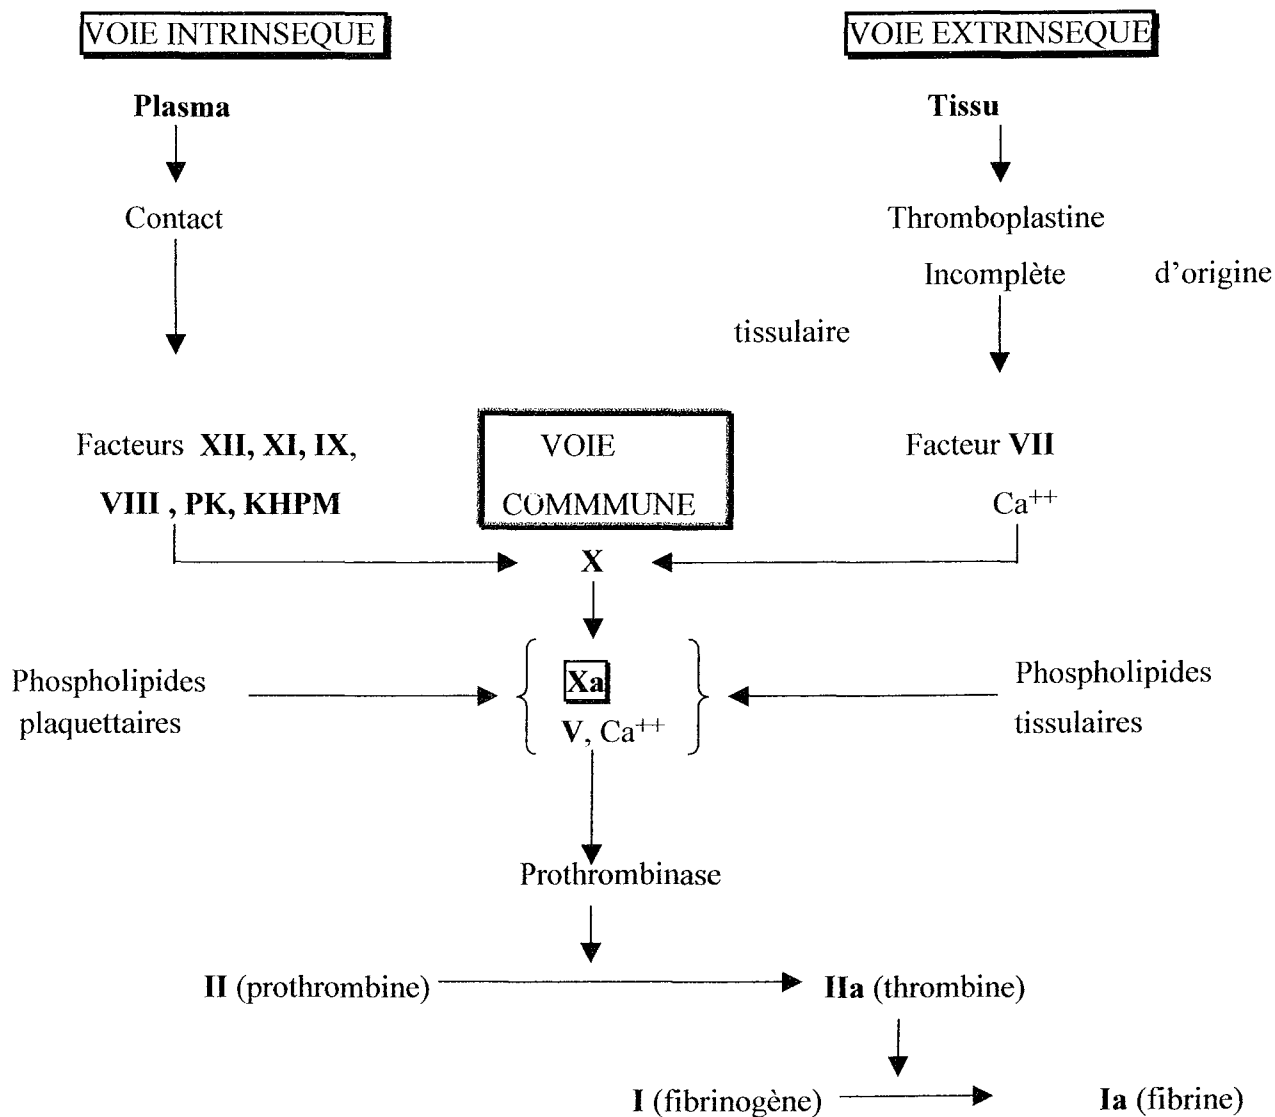 VOIE INTRINSEQUE
VOIE EXTRINSEQUE
Plasma
Tissu
Contact
Thromboplastine
Incomplète d'origine
tissulaire
Facteurs XII, XI, IX,
VIII , PK, KHPM
VOIE
COMMMUNE
Facteur VII
Ca++
X
Phospholipides
plaquettaires
Xa
V, Ca++
Phospholipides
tissulaires
Prothrombinase
II (prothrombine)
IIa (thrombine)
I (fibrinogène)
Ia (fibrine)